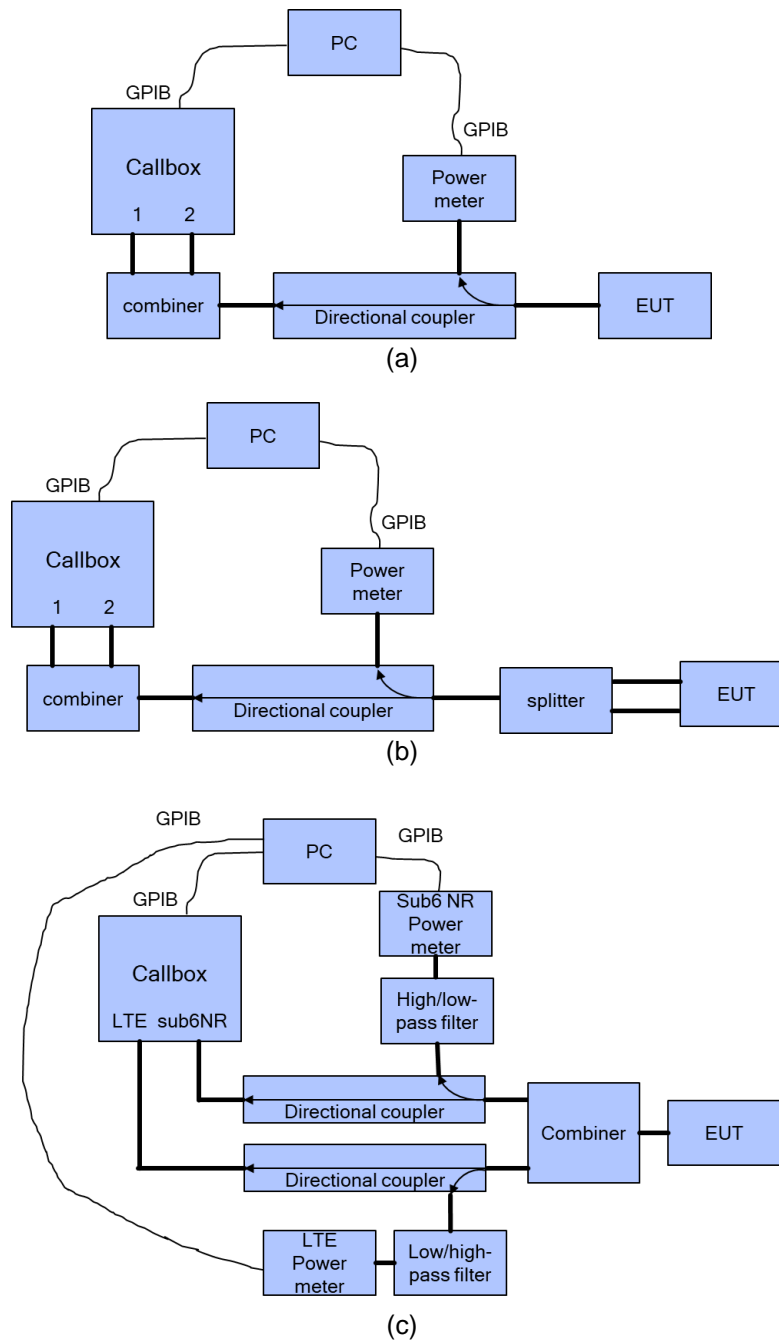 PC
GPIB
GPIB
Callbox
1 2
Power
meter
combiner
Directional coupler
EUT
(a)
PC
GPIB
GPIB
Callbox
1 2
Power
meter
combiner
Directional coupler
splitter
EUT
(b)
GPIB
PC
GPIB
GPIB
Sub6 NR
Power
meter
Callbox
LTE sub6NR
High/low-
pass filter
Directional coupler
Combiner
EUT
Directional coupler
LTE
Power
meter
Low/high-
pass filter
(c)